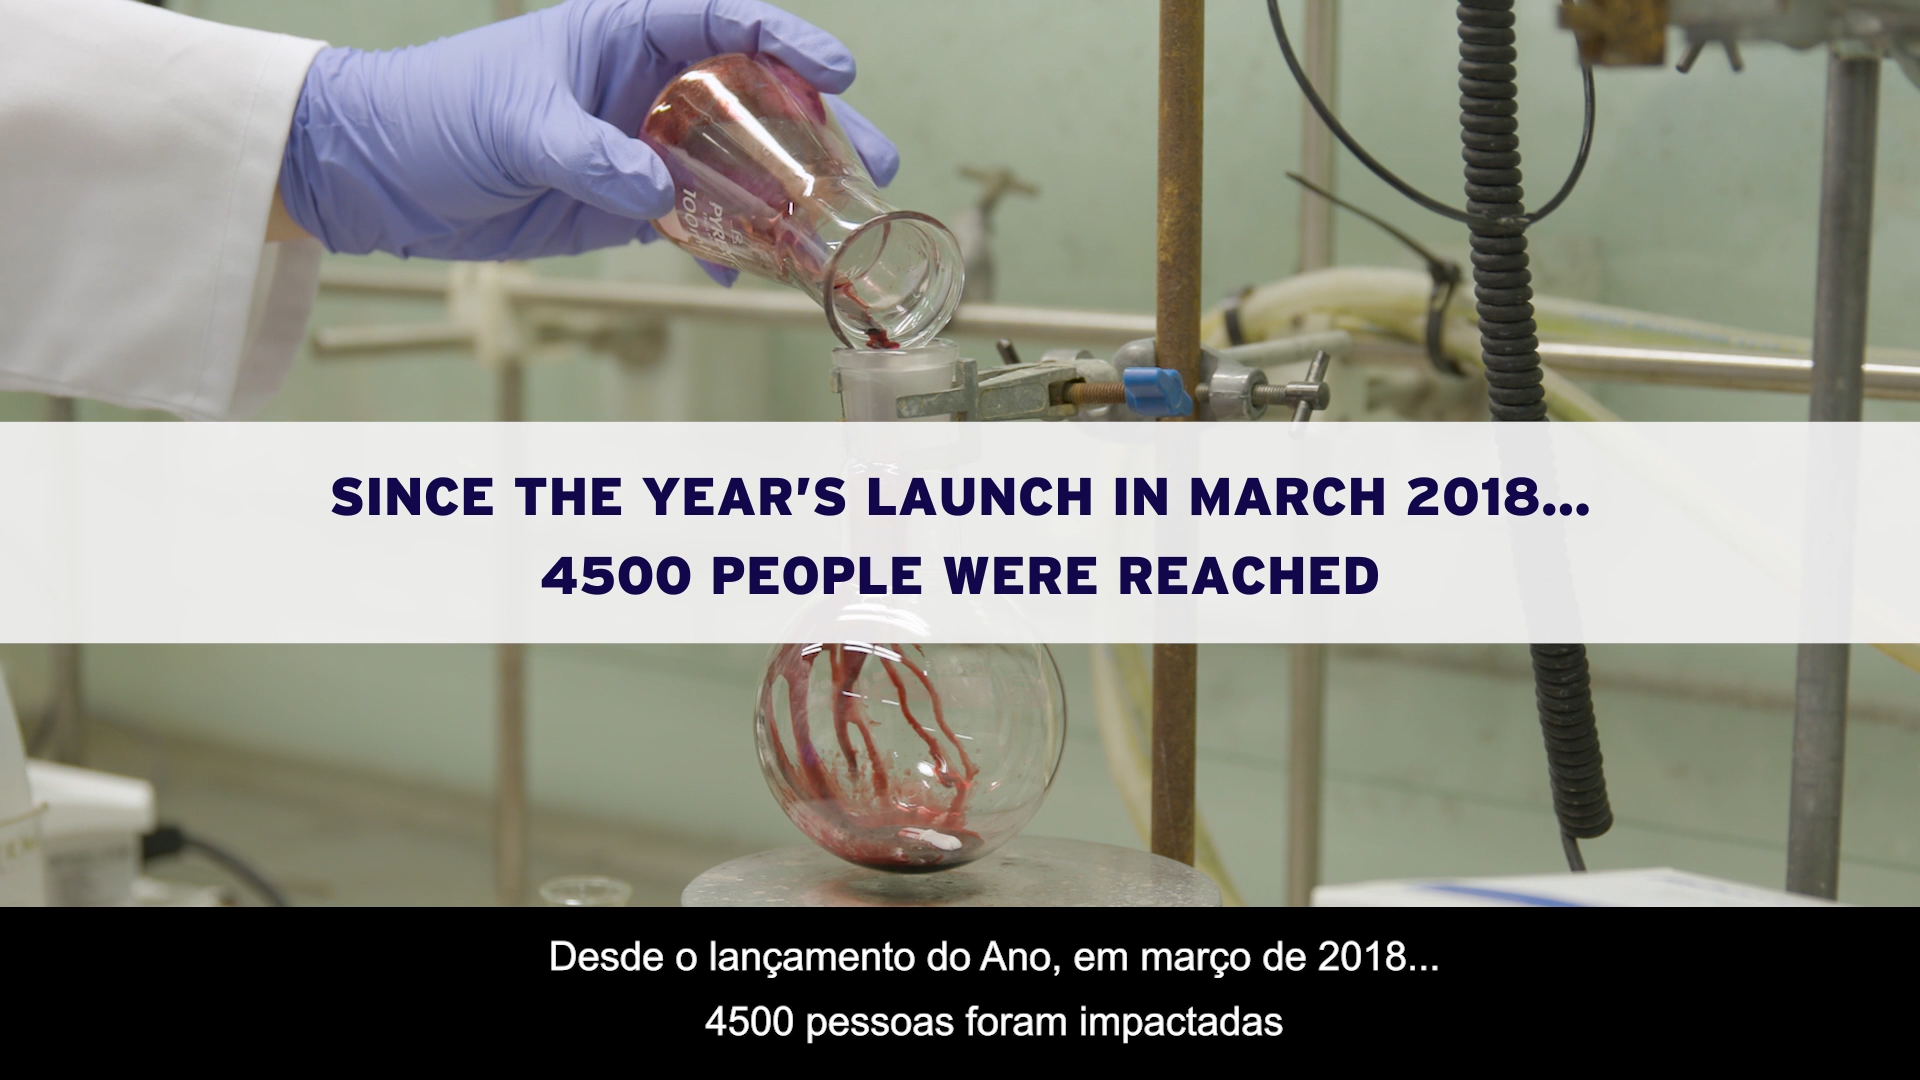 SINCE THE YEAR'S LAUNCH IN MARCH 2018...
4500 PEOPLE WERE REACHED
Desde o lançamento do Ano, em março de 2018...
4500 pessoas foram impactadas